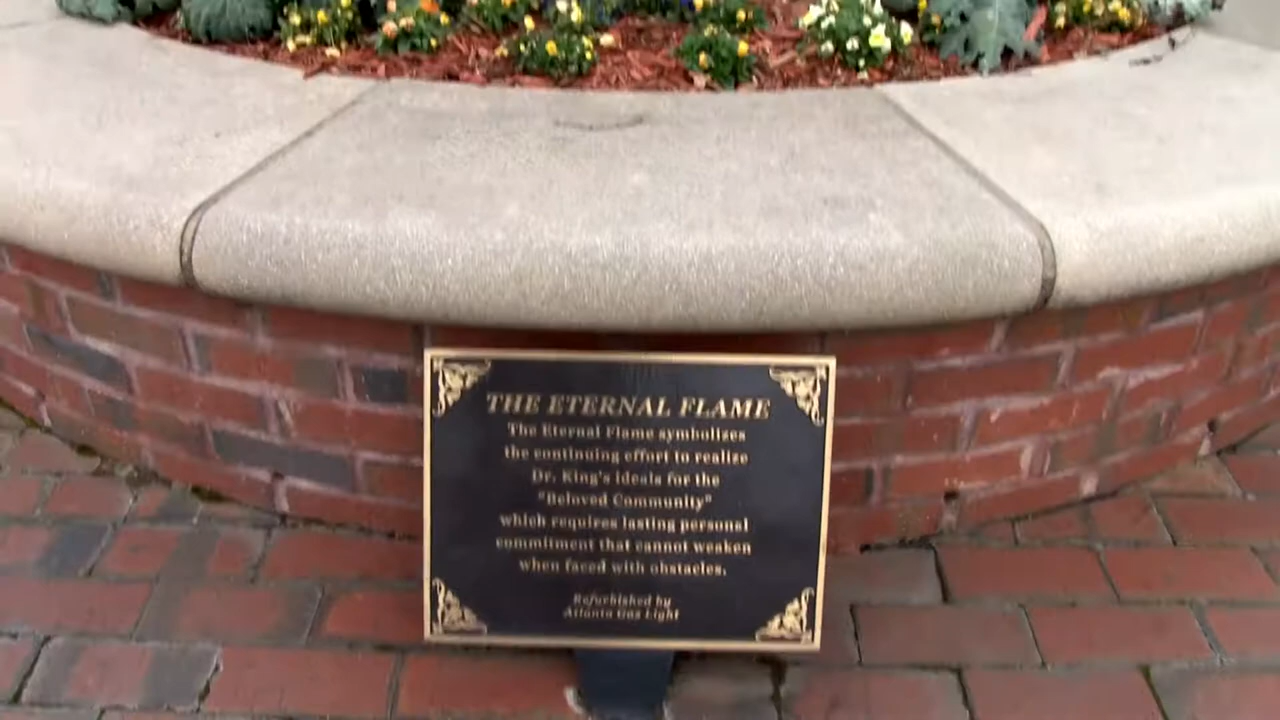 THE ETERNAL FLAME
The Eternal Flame symbolizes
the continuing effort to realize
Dr. King's ideals for the
"Beloved Community"
which requires lasting personal
commitment that cannot weaken
when faced with obstacles.
Refurbished by
Atlanta Gas Light